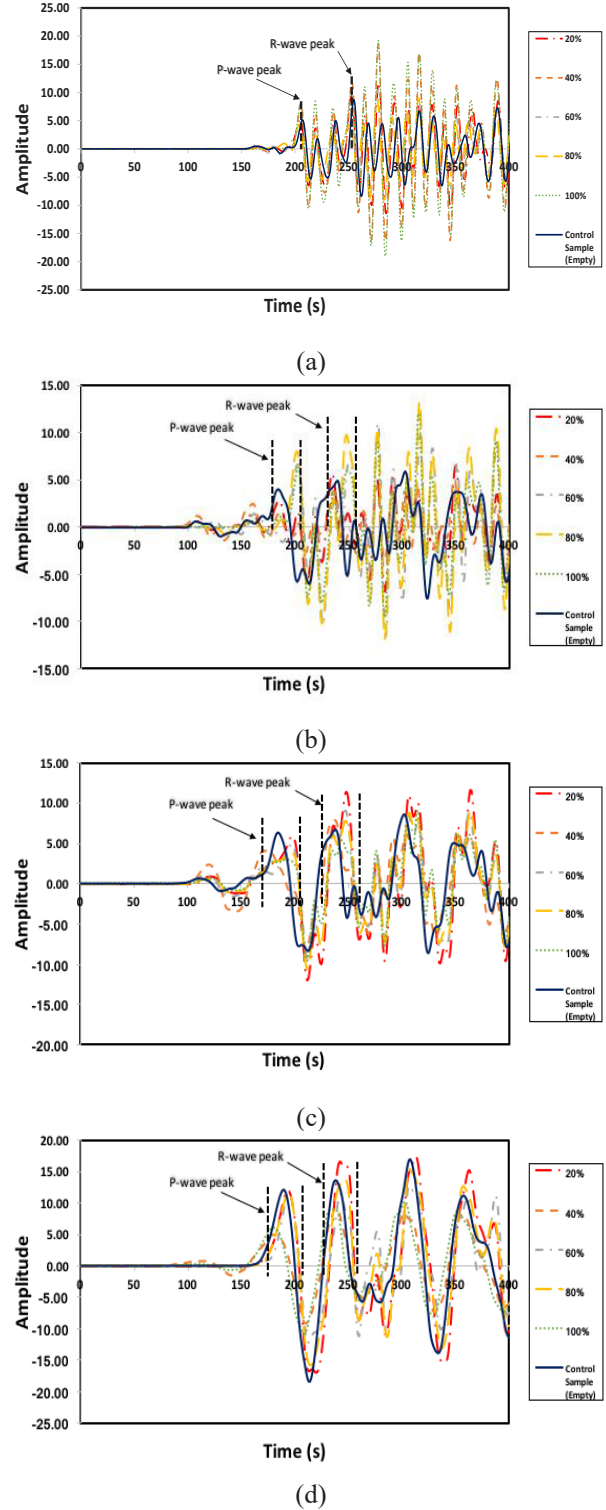 25.00
20.00
15.00
10.00
5.00
0.00
-5.00
-10.00
-15.00
-20.00
-25.00
Amplitude
0 50 100 150 200 250 300 350 400
Time (s)
P-wave peak
R-wave peak
20%
40%
60%
80%
100%
Control
Sample
(Empty)
(a)
15.00
10.00
5.00
0.00
-5.00
-10.00
-15.00
Amplitude
0 50 100 150 200 250 300 350 400
Time (s)
R-wave peak
P-wave peak
20%
40%
60%
80%
100%
Control
Sample
(Empty)
(b)
15.00
10.00
5.00
0.00
-5.00
-10.00
-15.00
-20.00
Amplitude
0 50 100 150 200 250 300 350 400
Time (s)
R-wave peak
P-wave peak
20%
40%
60%
80%
100%
Control
Sample
(Empty)
(c)
20.00
15.00
10.00
5.00
0.00
-5.00
-10.00
-15.00
-20.00
-25.00
Amplitude
0 50 100 150 200 250 300 350 400
Time (s)
R-wave peak
P-wave peak
20%
40%
60%
80%
100%
Control
Sample
(Empty)
(d)